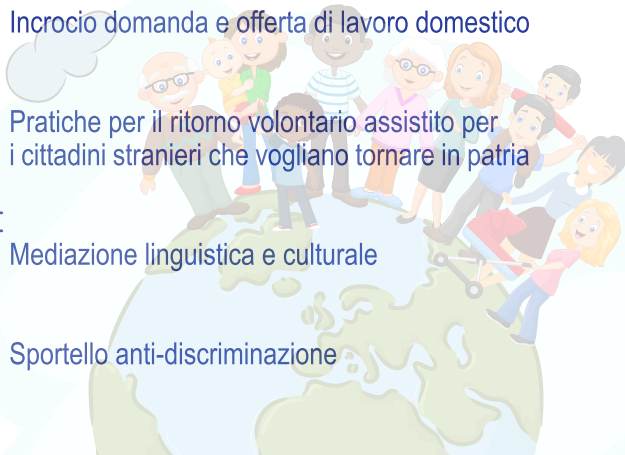 Incrocio domanda e offerta di lavoro domestico
Pratiche per il ritorno volontario assistito per
i cittadini stranieri che vogliano tornare in patria
Mediazione linguistica e culturale
Sportello anti-discriminazione